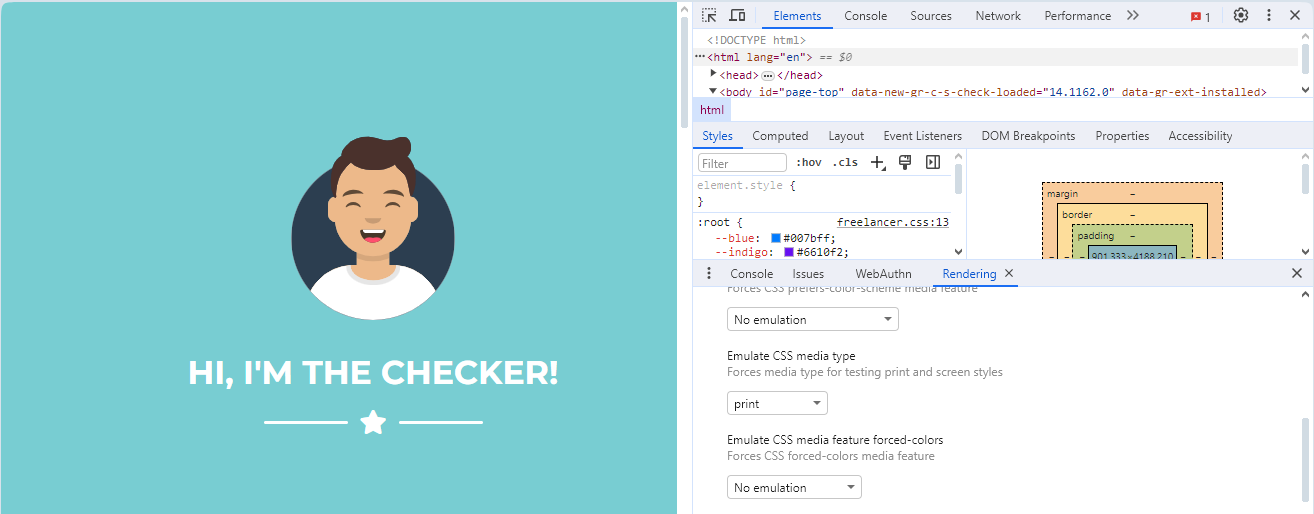 HI, I'M THE CHECKER!
Elements Console Sources Network Performance 1
<!DOCTYPE html>
<html lang="en"> == $0
<head> </head>
<body id="page-top" data-new-gr-c-s-check-loaded="14.1162.0" data-gr-ext-installed>
html
Styles Computed Layout Event Listeners DOM Breakpoints Properties Accessibility
Filter :hov .cls
element.style {
}
:root { freelancer.css:13
--blue: #007bff;
--indigo: #6610f2;
margin –
border –
padding –
– – – 901.333×4188.210 – – –
Console Issues WebAuthn Rendering
Forces CSS prefers-color-scheme media feature
No emulation
Emulate CSS media type
Forces media type for testing print and screen styles
print
Emulate CSS media feature forced-colors
Forces CSS forced-colors media feature
No emulation